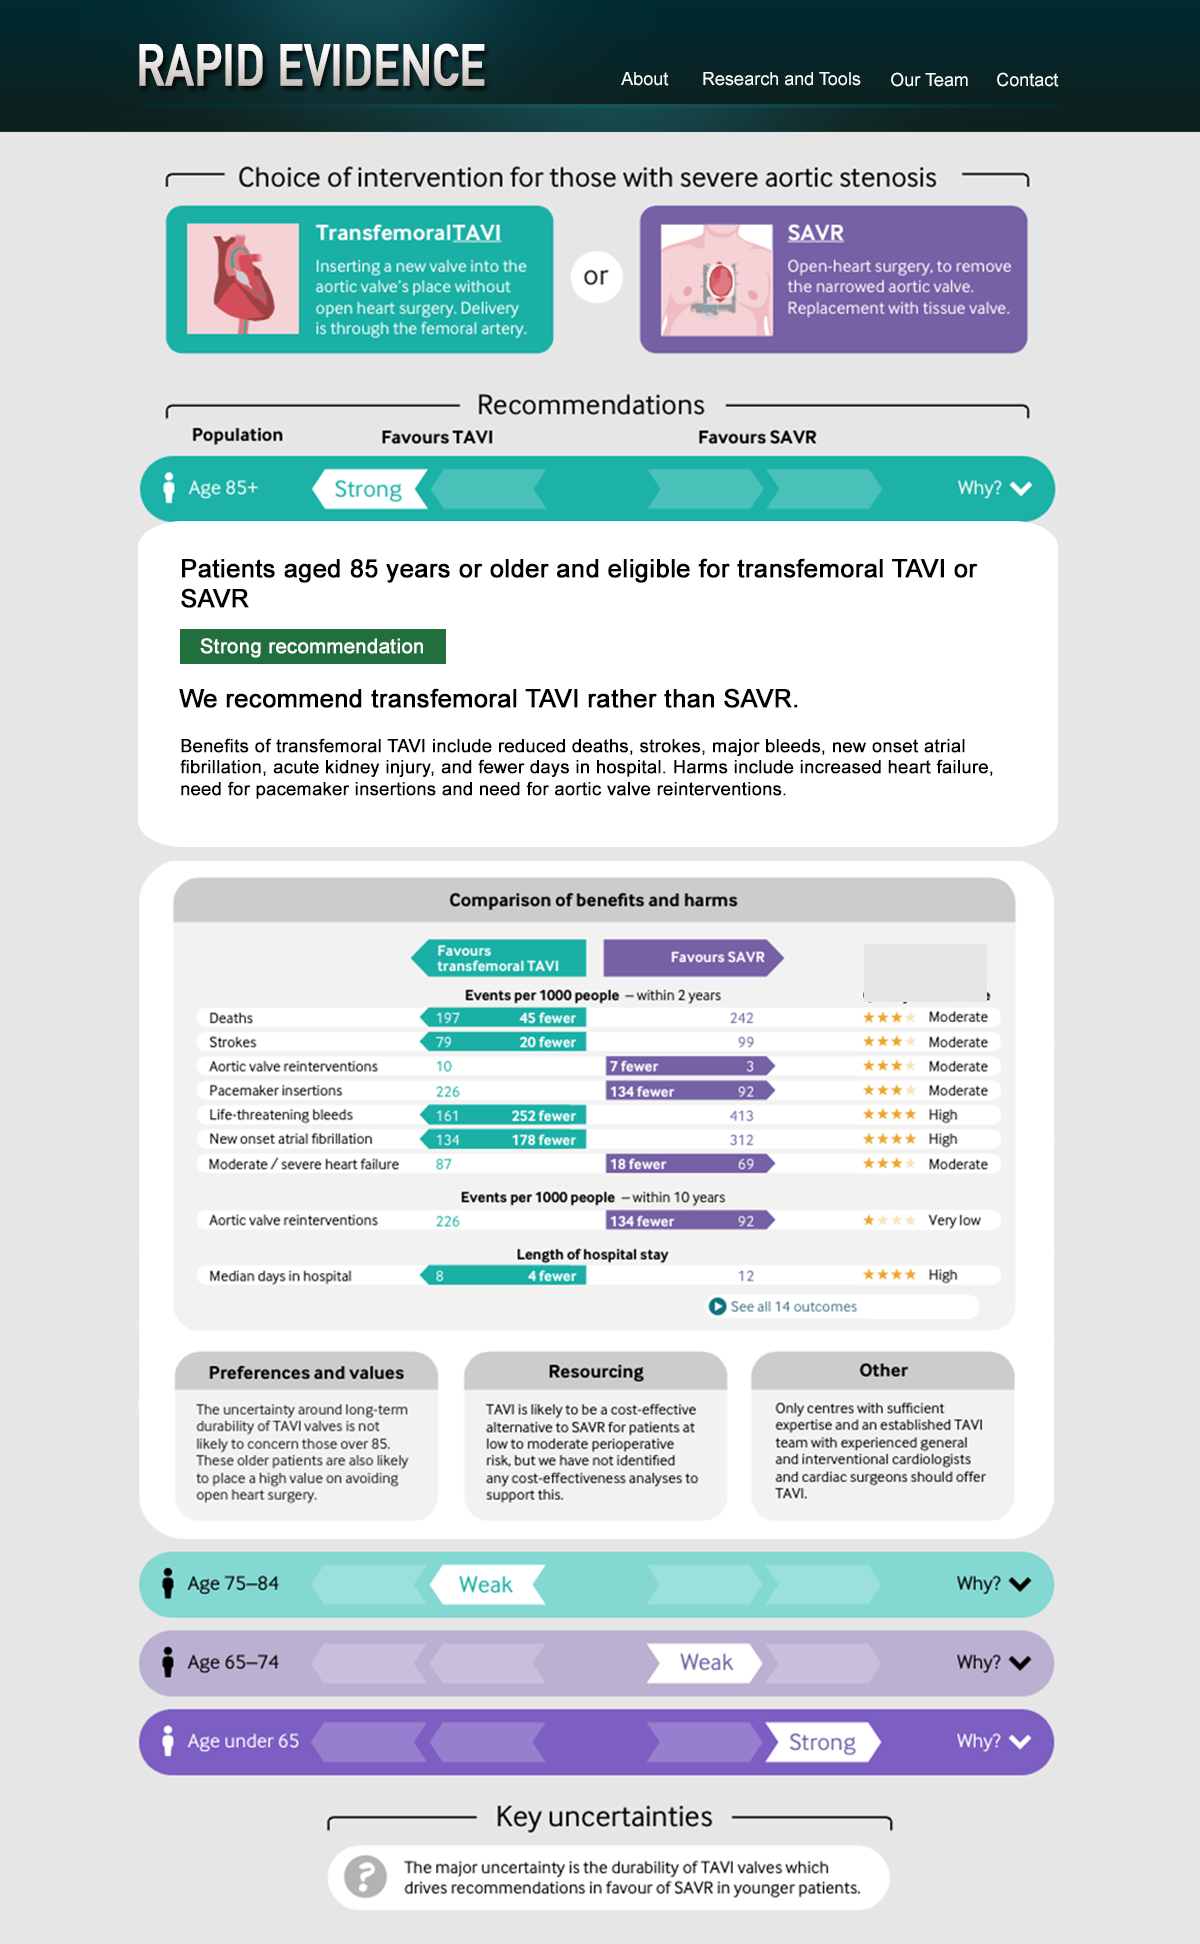 RAPID EVIDENCE
About Research and Tools Our Team Contact
Choice of intervention for those with severe aortic stenosis
TransfemoralTAVI
Inserting a new valve into the
aortic valve's place without
open heart surgery. Delivery
is through the femoral artery.
or
SAVR
Open-heart surgery, to remove
the narrowed aortic valve.
Replacement with tissue valve.
Recommendations
Population Favours TAVI Favours SAVR
Age 85+ Strong Why?
Patients aged 85 years or older and eligible for transfemoral TAVI or
SAVR
Strong recommendation
We recommend transfemoral TAVI rather than SAVR.
Benefits of transfemoral TAVI include reduced deaths, strokes, major bleeds, new onset atrial
fibrillation, acute kidney injury, and fewer days in hospital. Harms include increased heart failure,
need for pacemaker insertions and need for aortic valve reinterventions.
Comparison of benefits and harms
Favours
transfemoral TAVI
Favours SAVR
Events per 1000 people – within 2 years
Deaths 197 45 fewer 242 Moderate
Strokes 79 20 fewer 99 Moderate
Aortic valve reinterventions 10 7 fewer 3 Moderate
Pacemaker insertions 226 134 fewer 92 Moderate
Life-threatening bleeds 161 252 fewer 413 High
New onset atrial fibrillation 134 178 fewer 312 High
Moderate / severe heart failure 87 18 fewer 69 Moderate
Events per 1000 people – within 10 years
Aortic valve reinterventions 226 134 fewer 92 Very low
Length of hospital stay
Median days in hospital 8 4 fewer 12 High
See all 14 outcomes
Preferences and values
The uncertainty around long-term
durability of TAVI valves is not
likely to concern those over 85.
These older patients are also likely
to place a high value on avoiding
open heart surgery.
Resourcing
TAVI is likely to be a cost-effective
alternative to SAVR for patients at
low to moderate perioperative
risk, but we have not identified
any cost-effectiveness analyses to
support this.
Other
Only centres with sufficient
expertise and an established TAVI
team with experienced general
and interventional cardiologists
and cardiac surgeons should offer
TAVI.
Age 75–84 Weak Why?
Age 65–74 Weak Why?
Age under 65 Strong Why?
Key uncertainties
?
The major uncertainty is the durability of TAVI valves which
drives recommendations in favour of SAVR in younger patients.